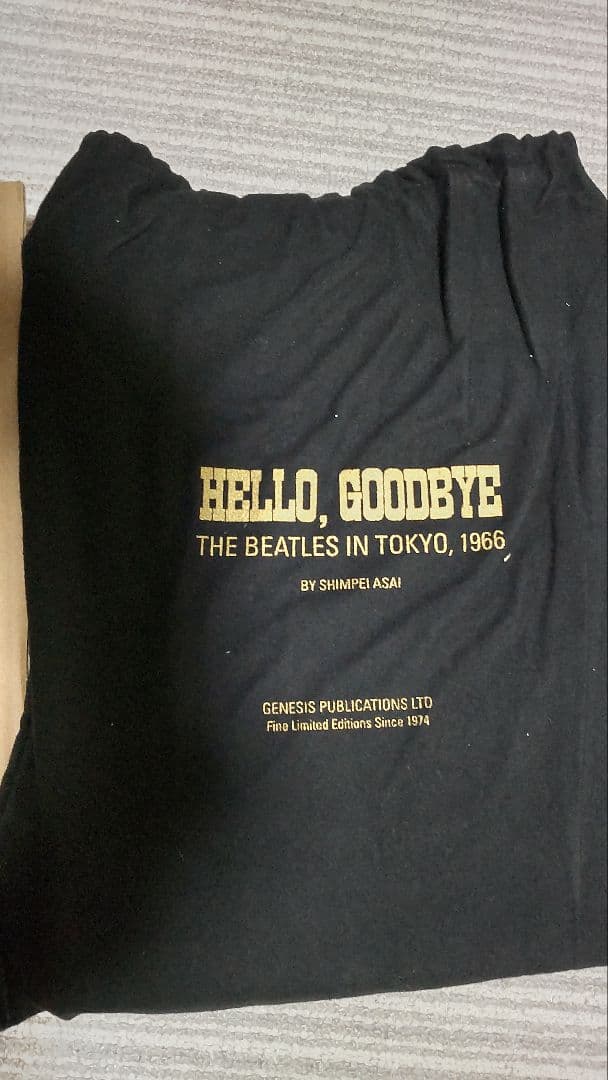 HELLO, GOODBYE
THE BEATLES IN TOKYO, 1966
BY SHIMPEI ASAI
GENESIS PUBLICATIONS LTD
Fine Limited Editions Since 1974